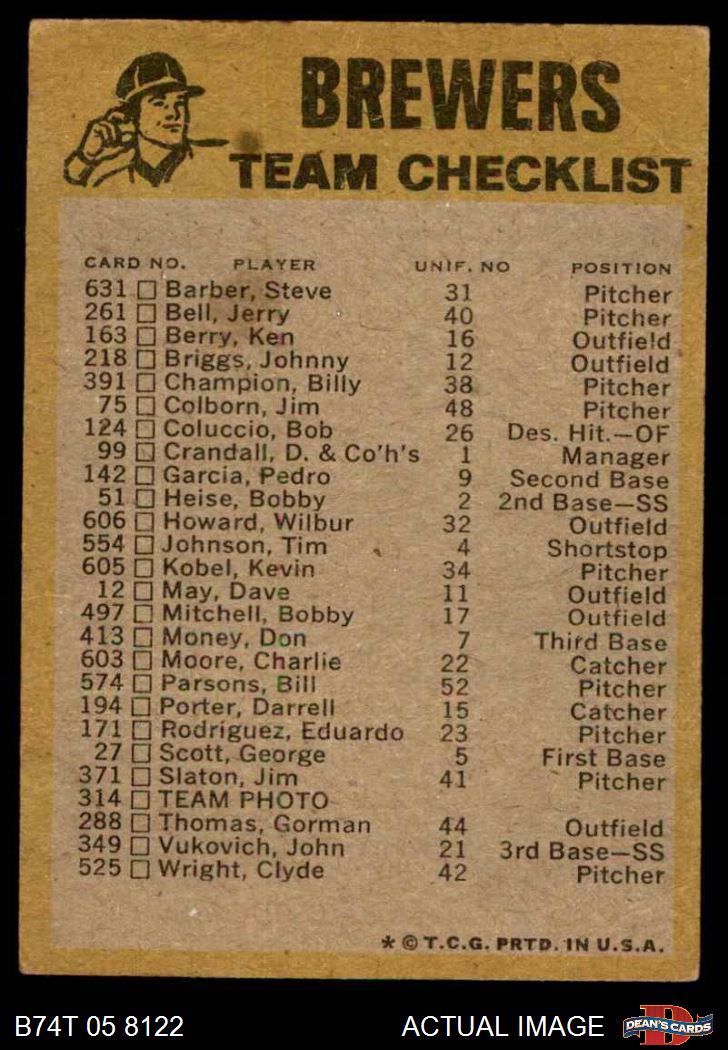 BREWERS
TEAM CHECKLIST
CARD NO. PLAYER UNIF. NO POSITION
631 Barber, Steve 31 Pitcher
261 Bell, Jerry 40 Pitcher
163 Berry, Ken 16 Outfield
218 Briggs, Johnny 12 Outfield
391 Champion, Billy 38 Pitcher
75 Colborn, Jim 48 Pitcher
124 Coluccio, Bob 26 Des. Hit.—OF
99 Crandall, D. & Co'h's 1 Manager
142 Garcia, Pedro 9 Second Base
51 Heise, Bobby 2 2nd Base—SS
606 Howard, Wilbur 32 Outfield
554 Johnson, Tim 4 Shortstop
605 Kobel, Kevin 34 Pitcher
12 May, Dave 11 Outfield
497 Mitchell, Bobby 17 Outfield
413 Money, Don 7 Third Base
603 Moore, Charlie 22 Catcher
574 Parsons, Bill 52 Pitcher
194 Porter, Darrell 15 Catcher
171 Rodriguez, Eduardo 23 Pitcher
27 Scott, George 5 First Base
371 Slaton, Jim 41 Pitcher
314 TEAM PHOTO
288 Thomas, Gorman 44 Outfield
349 Vukovich, John 21 3rd Base—SS
525 Wright, Clyde 42 Pitcher
* © T.C.G. PRTD. IN U.S.A.
B74T 05 8122 ACTUAL IMAGE DEAN'S CARDS